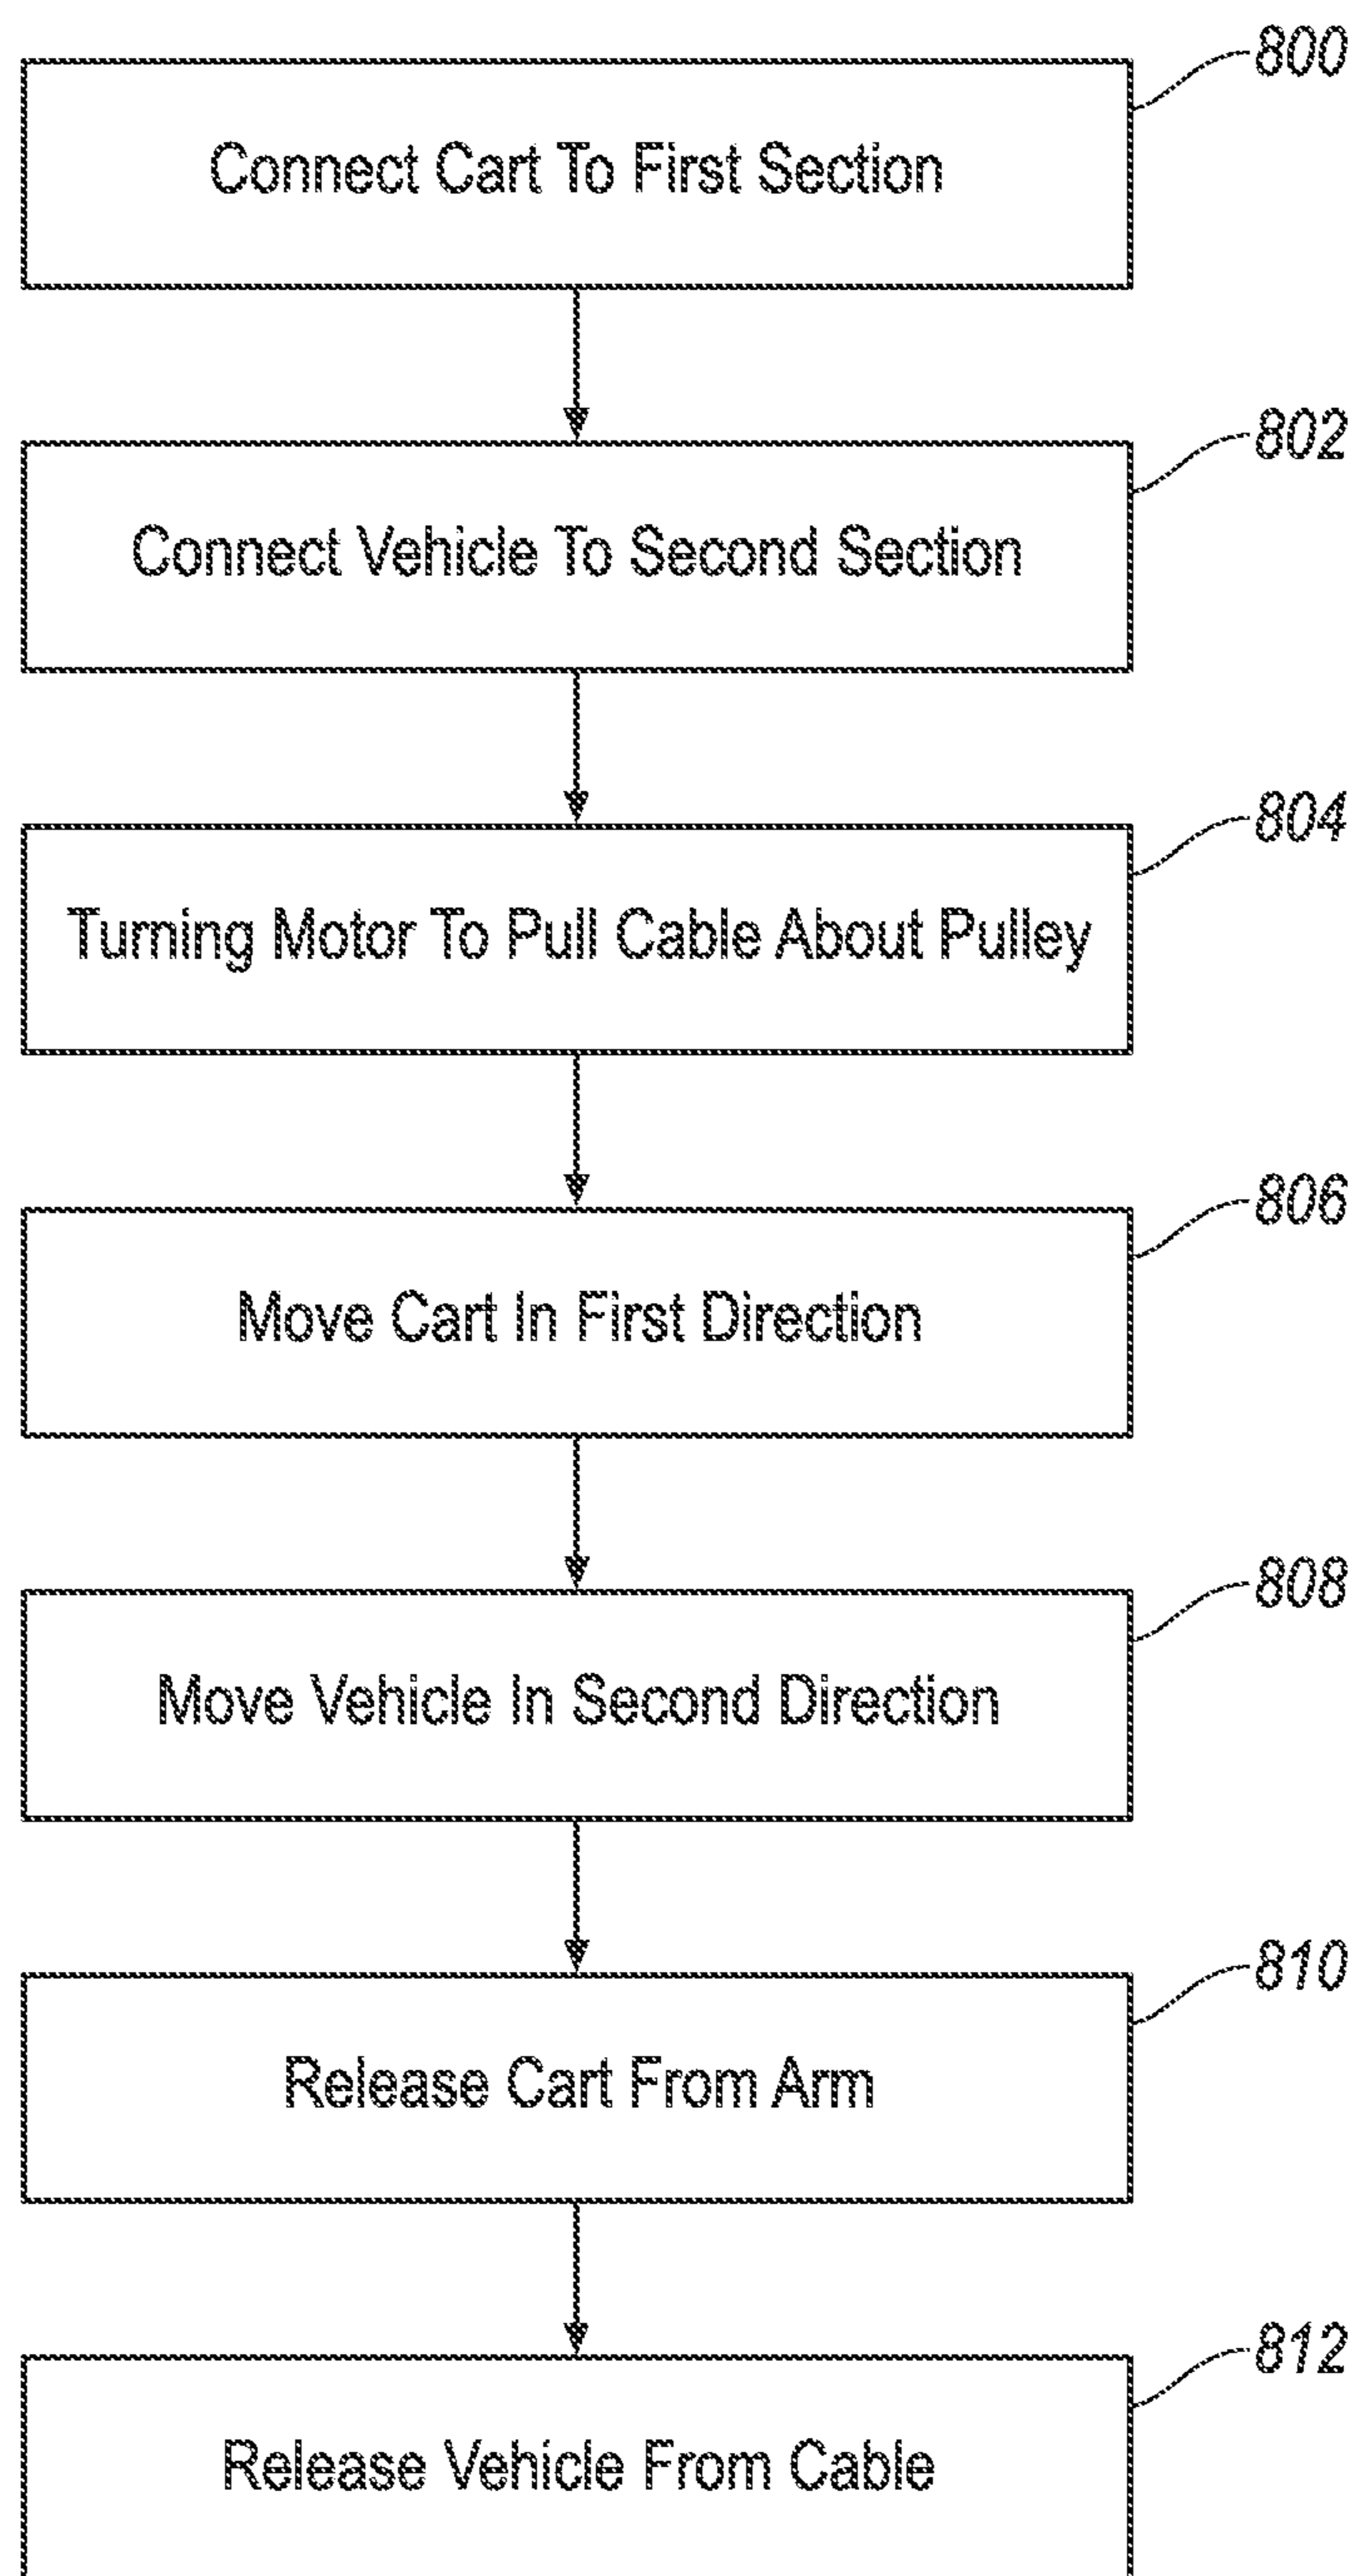 800
Connect Cart To First Section
802
Connect Vehicle To Second Section
804
Turning Motor To Pull Cable About Pulley
806
Move Cart In First Direction
808
Move Vehicle In Second Direction
810
Release Cart From Arm
812
Release Vehicle From Cable